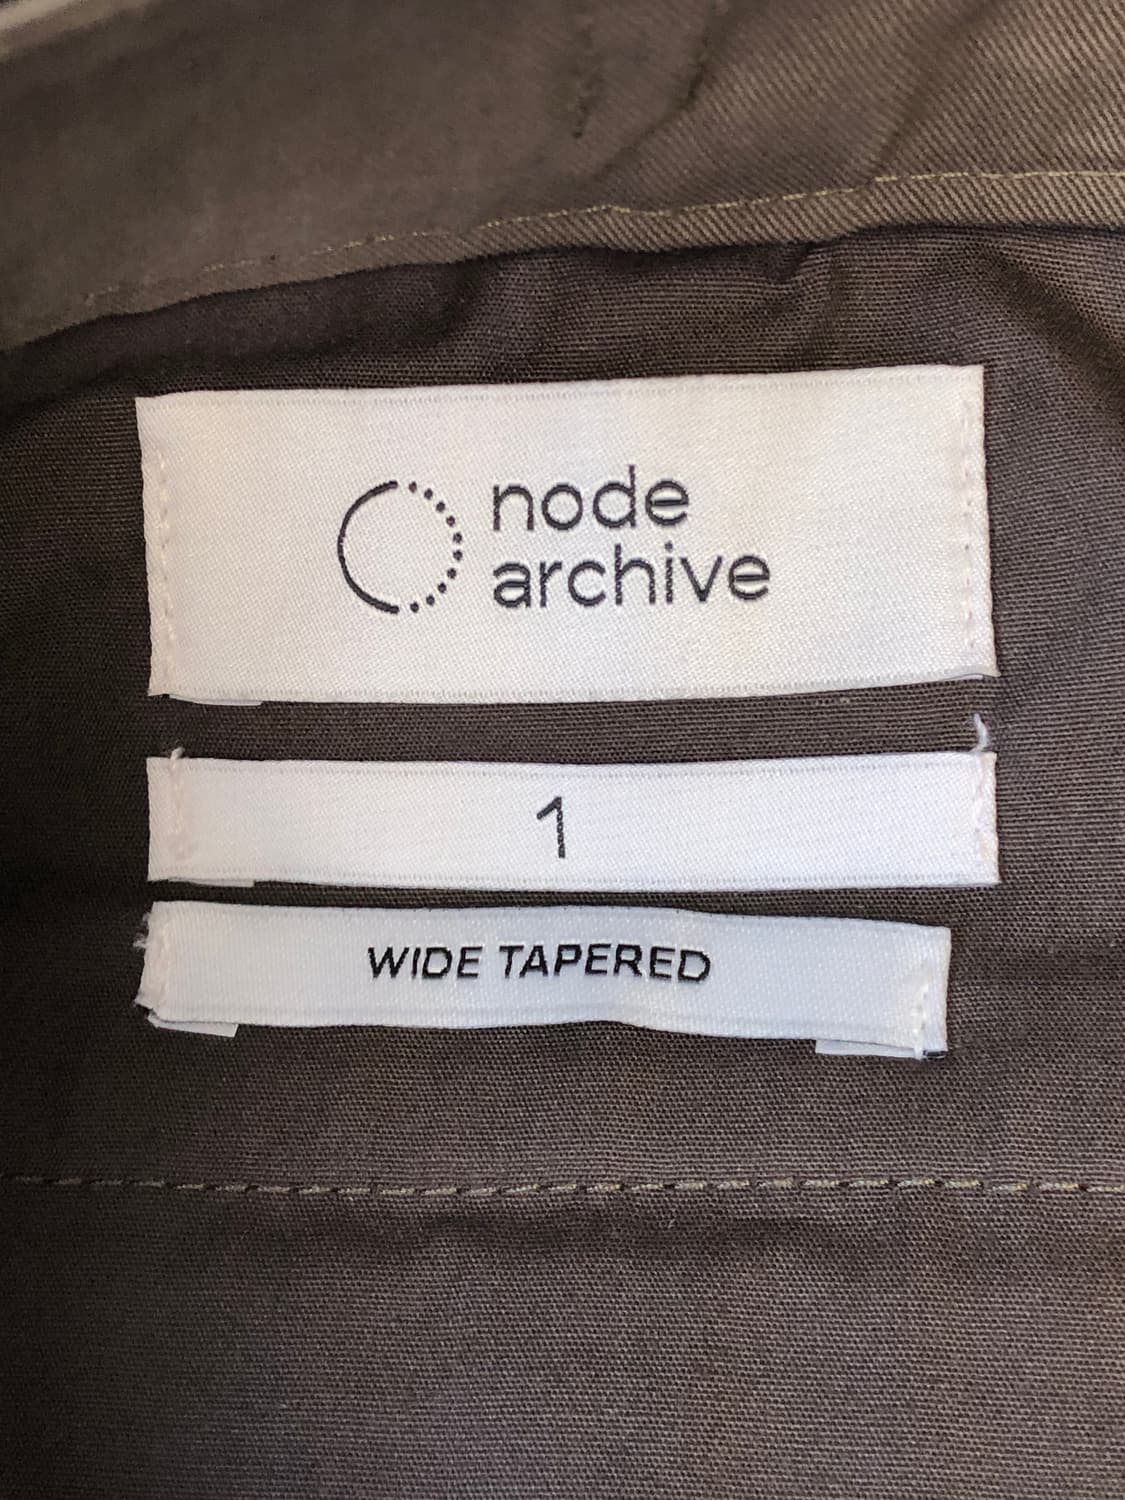 node
archive
1
WIDE TAPERED